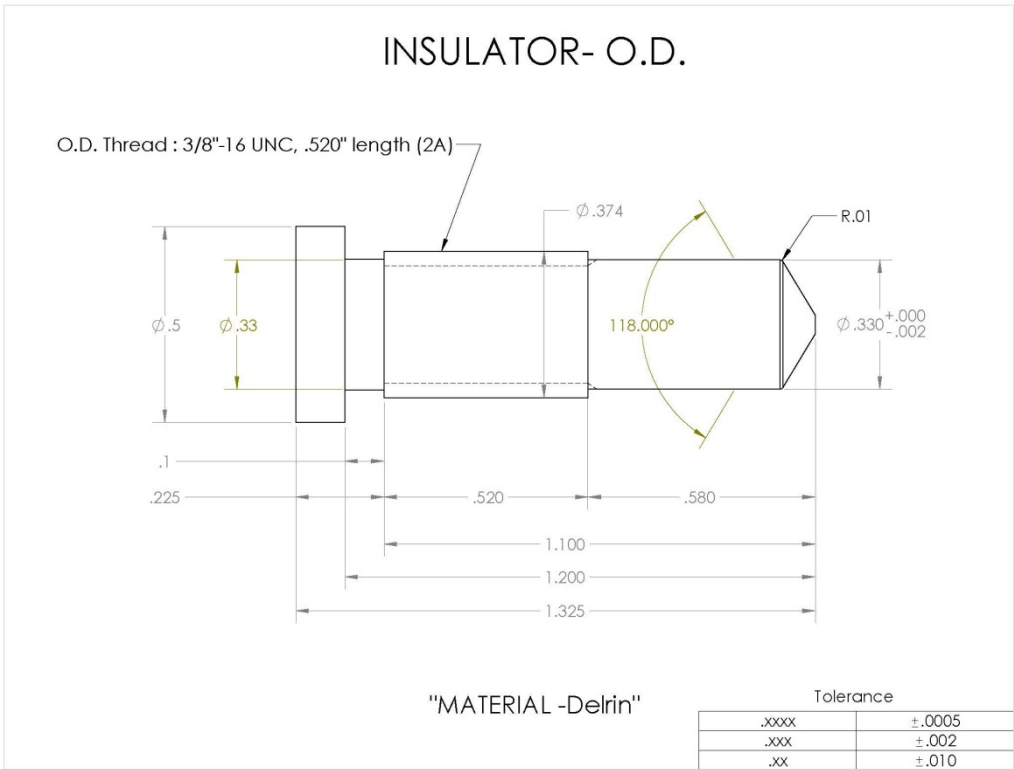 INSULATOR- O.D.
O.D. Thread : 3/8"-16 UNC, .520" length (2A)
∅ .374
R.01
∅ .5
∅ .33
118.000°
∅ .330 +.000
-.002
.1
.225
.520
.580
1.100
1.200
1.325
"MATERIAL -Delrin"
Tolerance
.XXXX ±.0005
.XXX ±.002
.XX ±.010